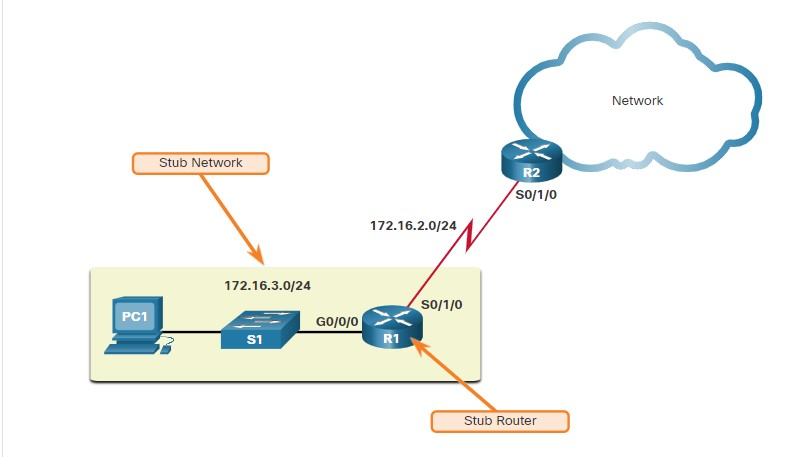 Network
Stub Network
R2
S0/1/0
172.16.2.0/24
172.16.3.0/24
S0/1/0
PC1
G0/0/0
S1
R1
Stub Router